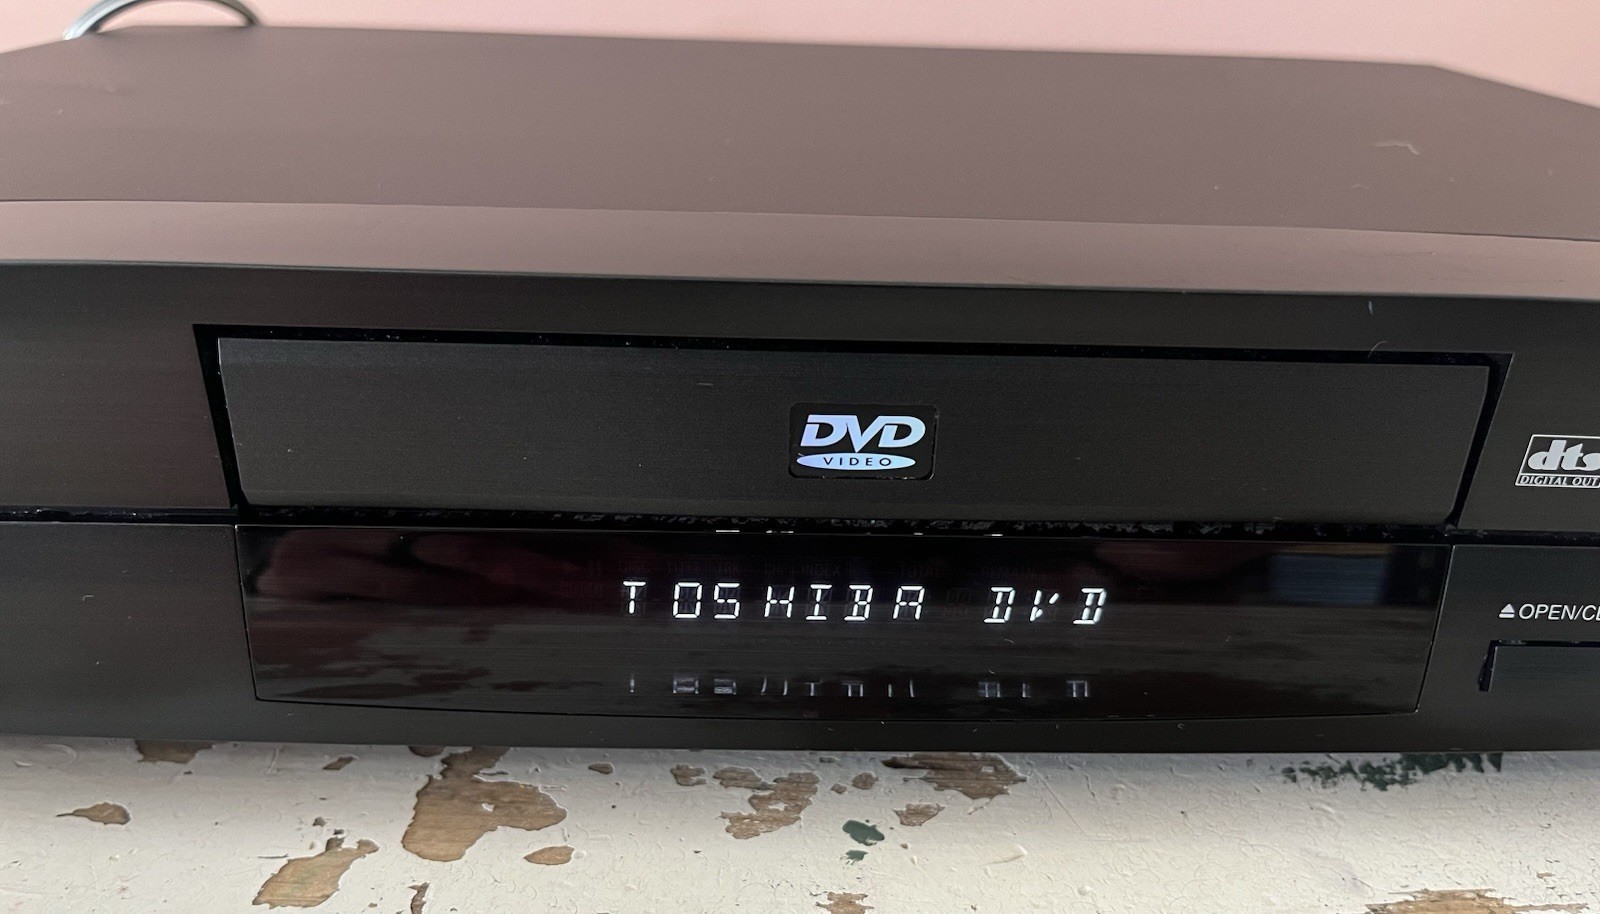 DVD
VIDEO
dts
DIGITAL OUT
TOSHIBA DVD
OPEN/CL